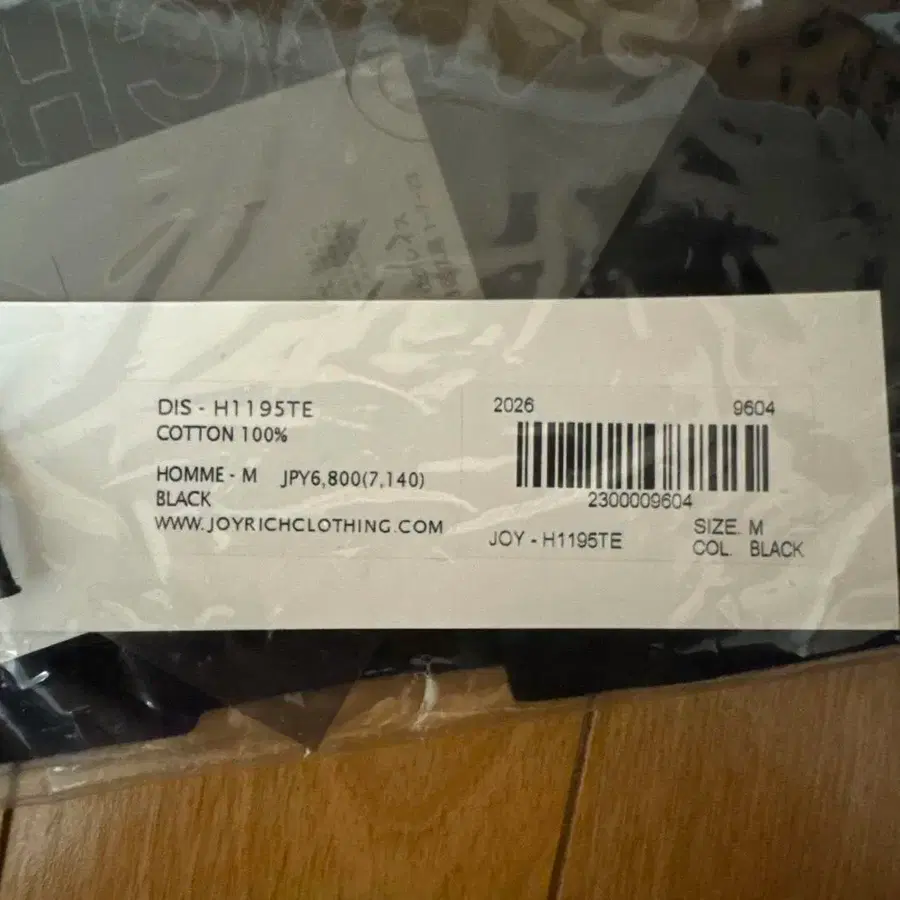 DIS - H1195TE
COTTON 100%
HOMME - M JPY6,800(7,140)
BLACK
WWW.JOYRICHCLOTHING.COM
2026 9604
2300009604
JOY - H1195TE
SIZE. M
COL. BLACK